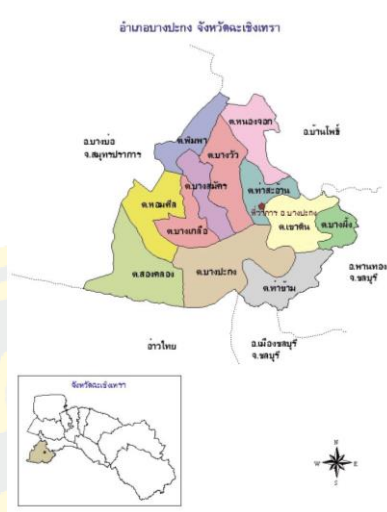 อำเภอบางปะกง จังหวัดฉะเชิงเทรา
ต.หนองจอก
อ.บ้านโพธิ์
ต.พิมพา
อ.บางบ่อ
จ.สมุทรปราการ
ต.บางวัว
ต.บางสมัคร
ต.ท่าสะอ้าน
ต.หอมศีล
ที่ว่าการ อ.บางปะกง
ต.เขาดิน
ต.บางผึ้ง
ต.บางเกลือ
ต.สองคลอง
ต.บางปะกง
ต.ท่าข้าม
อ.พานทอง
จ.ชลบุรี
อ่าวไทย
อ.เมืองชลบุรี
จ.ชลบุรี
จังหวัดฉะเชิงเทรา
N
W E
S